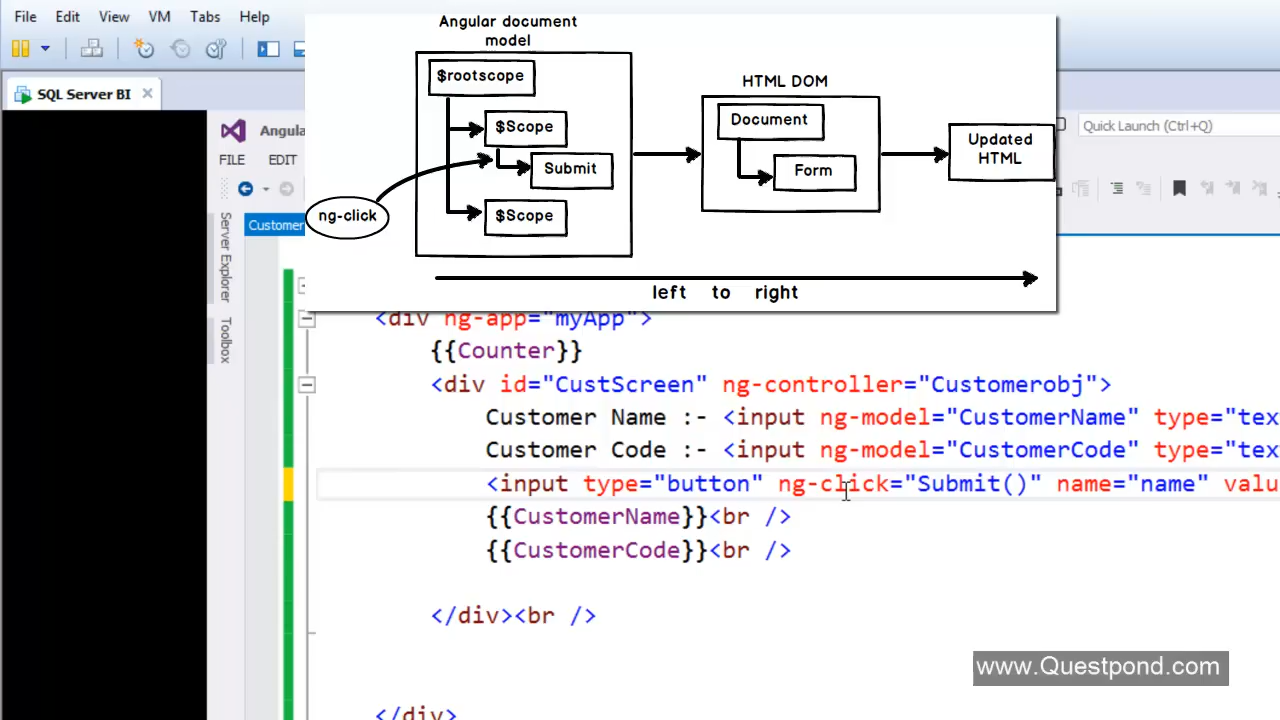 File Edit View VM Tabs Help
SQL Server BI
Angular document
model
$rootscope
$Scope
Submit
$Scope
ng-click
HTML DOM
Document
Form
Updated
HTML
left to right
Angula
FILE EDIT
Quick Launch (Ctrl+Q)
Customer
Server Explorer
Toolbox
<div ng-app="myApp">
{{Counter}}
<div id="CustScreen" ng-controller="Customerobj">
Customer Name :- <input ng-model="CustomerName" type="tex
Customer Code :- <input ng-model="CustomerCode" type="tex
<input type="button" ng-click="Submit()" name="name" valu
{{CustomerName}}<br />
{{CustomerCode}}<br />
</div><br />
</div>
www.Questpond.com